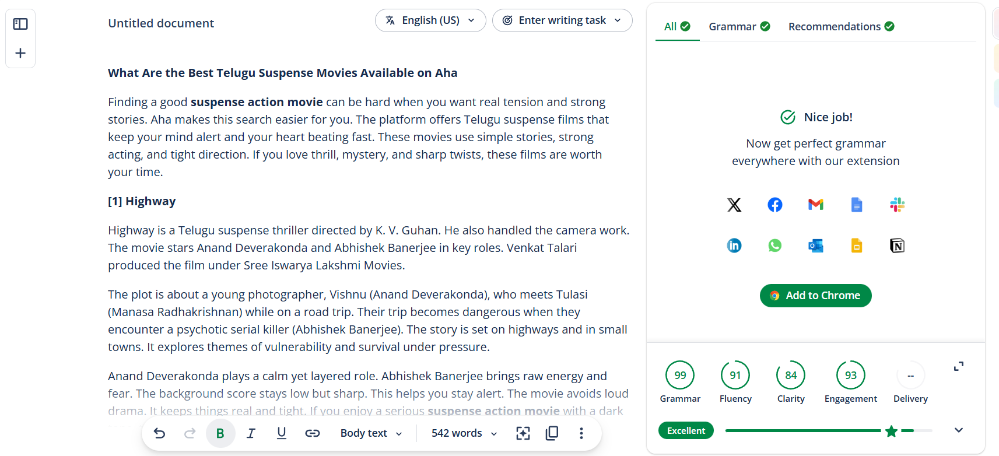 Untitled document
English (US)
Enter writing task
What Are the Best Telugu Suspense Movies Available on Aha
Finding a good suspense action movie can be hard when you want real tension and strong
stories. Aha makes this search easier for you. The platform offers Telugu suspense films that
keep your mind alert and your heart beating fast. These movies use simple stories, strong
acting, and tight direction. If you love thrill, mystery, and sharp twists, these films are worth
your time.
[1] Highway
Highway is a Telugu suspense thriller directed by K. V. Guhan. He also handled the camera work.
The movie stars Anand Deverakonda and Abhishek Banerjee in key roles. Venkat Talari
produced the film under Sree Iswarya Lakshmi Movies.
The plot is about a young photographer, Vishnu (Anand Deverakonda), who meets Tulasi
(Manasa Radhakrishnan) while on a road trip. Their trip becomes dangerous when they
encounter a psychotic serial killer (Abhishek Banerjee). The story is set on highways and in small
towns. It explores themes of vulnerability and survival under pressure.
Anand Deverakonda plays a calm yet layered role. Abhishek Banerjee brings raw energy and
fear. The background score stays low but sharp. This helps you stay alert. The movie avoids loud
drama. It keeps things real and tight. If you enjoy a serious suspense action movie with a dark
B I U Body text 542 words
All Grammar Recommendations
Nice job!
Now get perfect grammar
everywhere with our extension
Add to Chrome
99 91 84 93 --
Grammar Fluency Clarity Engagement Delivery
Excellent